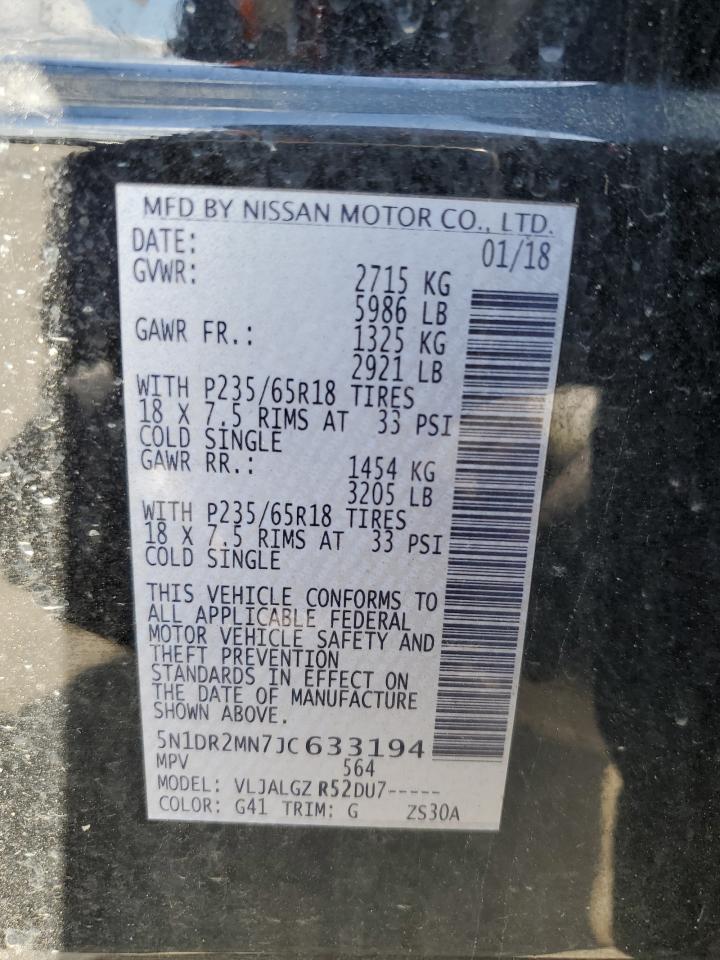 MFD BY NISSAN MOTOR CO., LTD.
DATE: 01/18
GVWR: 2715 KG
5986 LB
GAWR FR.: 1325 KG
2921 LB
WITH P235/65R18 TIRES
18 X 7.5 RIMS AT 33 PSI
COLD SINGLE
GAWR RR.: 1454 KG
3205 LB
WITH P235/65R18 TIRES
18 X 7.5 RIMS AT 33 PSI
COLD SINGLE
THIS VEHICLE CONFORMS TO
ALL APPLICABLE FEDERAL
MOTOR VEHICLE SAFETY AND
THEFT PREVENTION
STANDARDS IN EFFECT ON
THE DATE OF MANUFACTURE
SHOWN ABOVE.
5N1DR2MN7JC633194
MPV 564
MODEL: VLJALGZ R52DU7-----
COLOR: G41 TRIM: G ZS30A